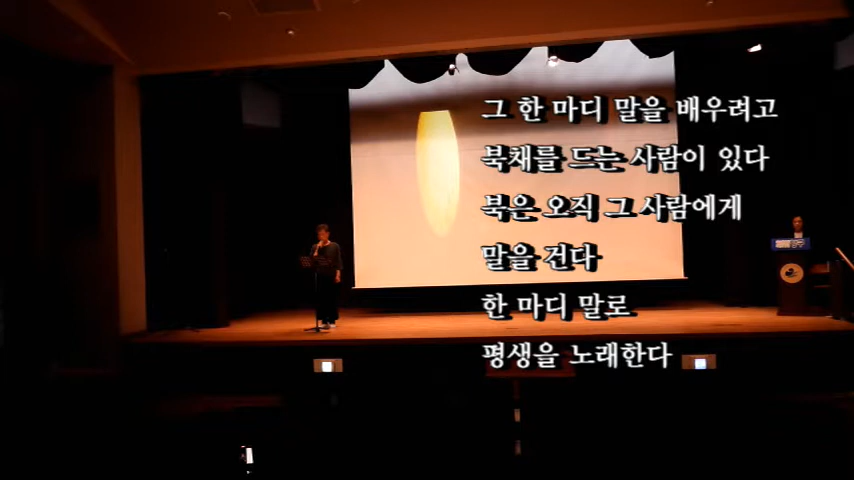 그 한 마디 말을 배우려고
북채를 드는 사람이 있다
북은 오직 그 사람에게
말을 건다
한 마디 말로
평생을 노래한다